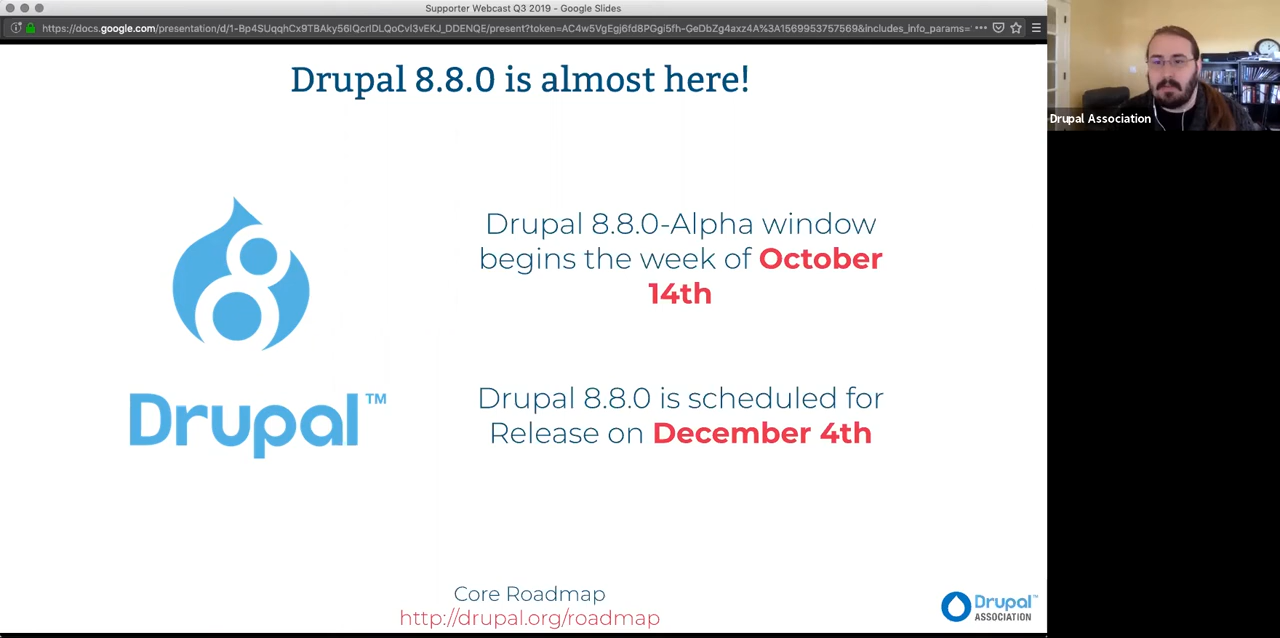 Supporter Webcast Q3 2019 - Google Slides
Drupal 8.8.0 is almost here!
Drupal Association
8
Drupal 8.8.0-Alpha window
begins the week of October
14th
Drupal™
Drupal 8.8.0 is scheduled for
Release on December 4th
Core Roadmap
http://drupal.org/roadmap
Drupal™
ASSOCIATION